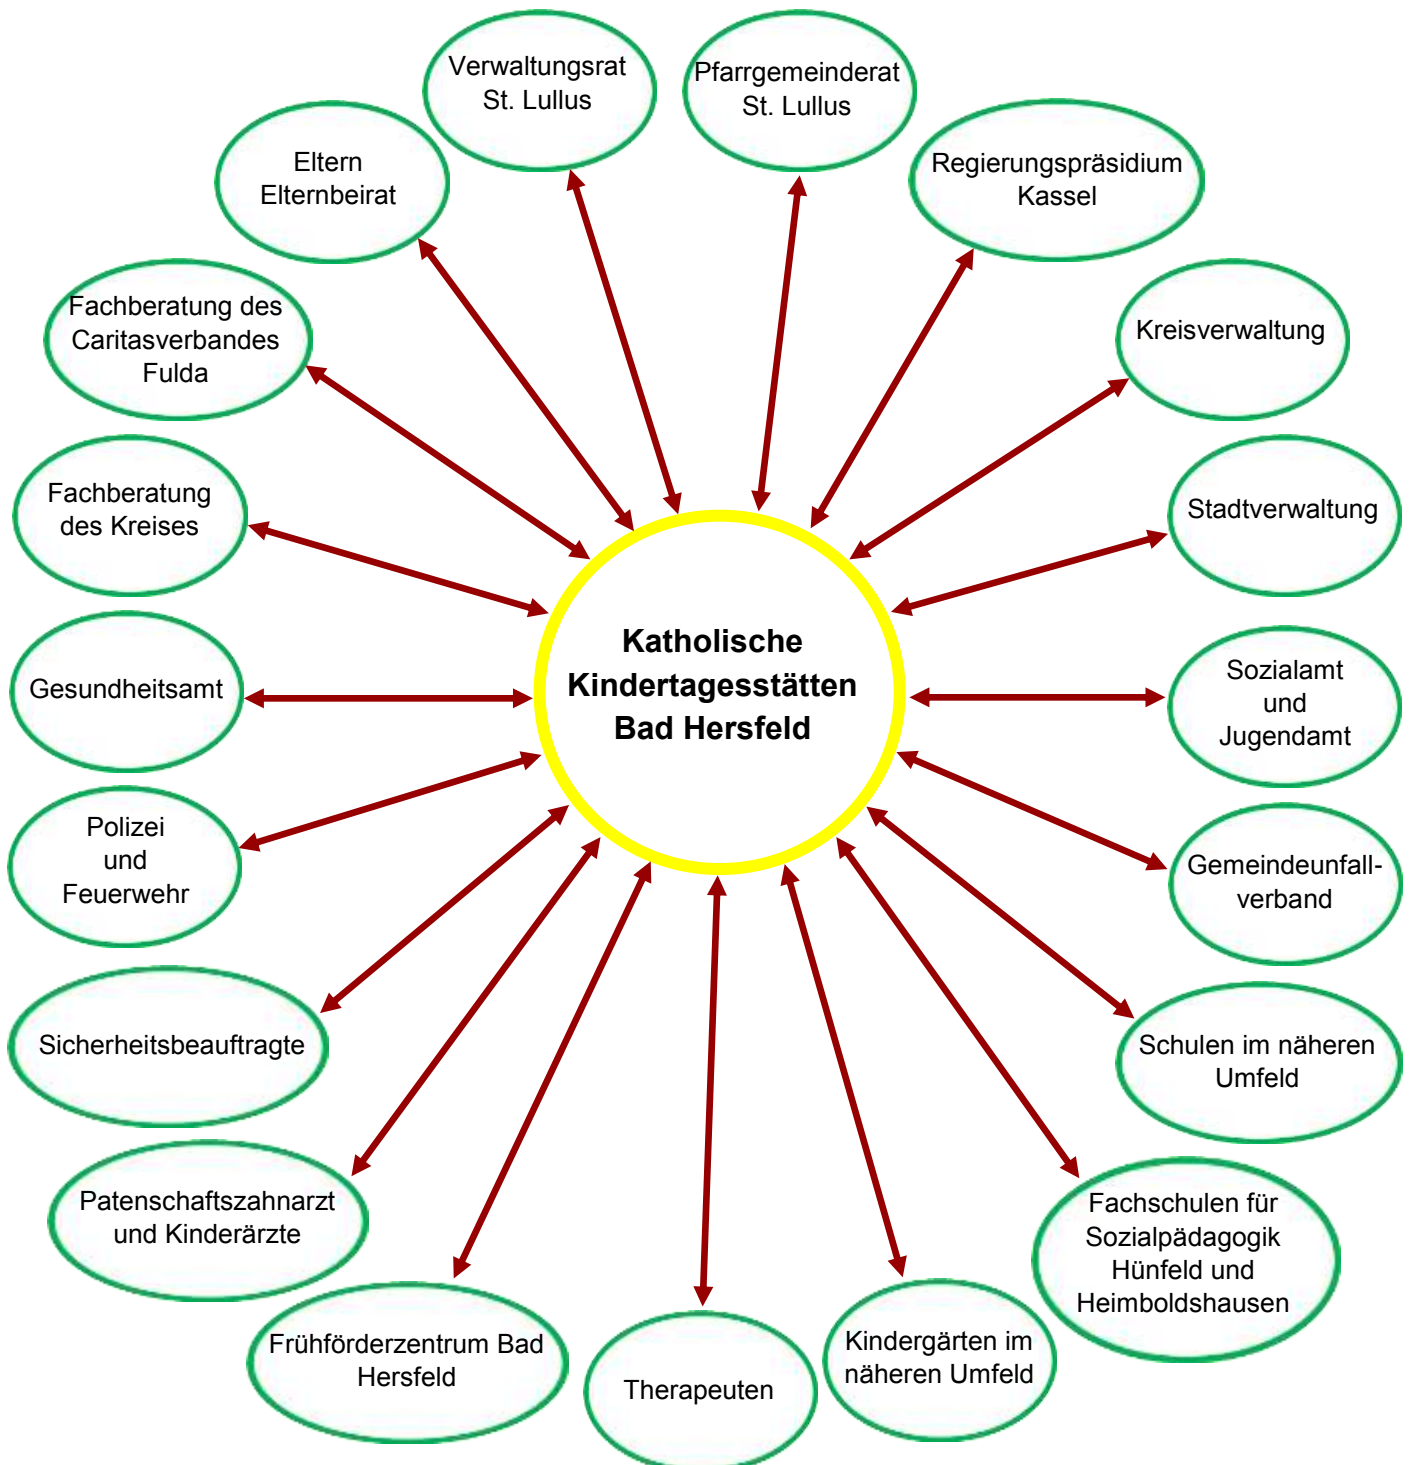 Verwaltungsrat
St. Lullus
Pfarrgemeinderat
St. Lullus
Eltern
Elternbeirat
Regierungspräsidium
Kassel
Fachberatung des
Caritasverbandes
Fulda
Kreisverwaltung
Fachberatung
des Kreises
Stadtverwaltung
Katholische
Kindertagesstätten
Bad Hersfeld
Gesundheitsamt
Sozialamt
und
Jugendamt
Polizei
und
Feuerwehr
Gemeindeunfall-
verband
Sicherheitsbeauftragte
Schulen im näheren
Umfeld
Patenschaftszahnarzt
und Kinderärzte
Fachschulen für
Sozialpädagogik
Hünfeld und
Heimboldshausen
Frühförderzentrum Bad
Hersfeld
Therapeuten
Kindergärten im
näheren Umfeld